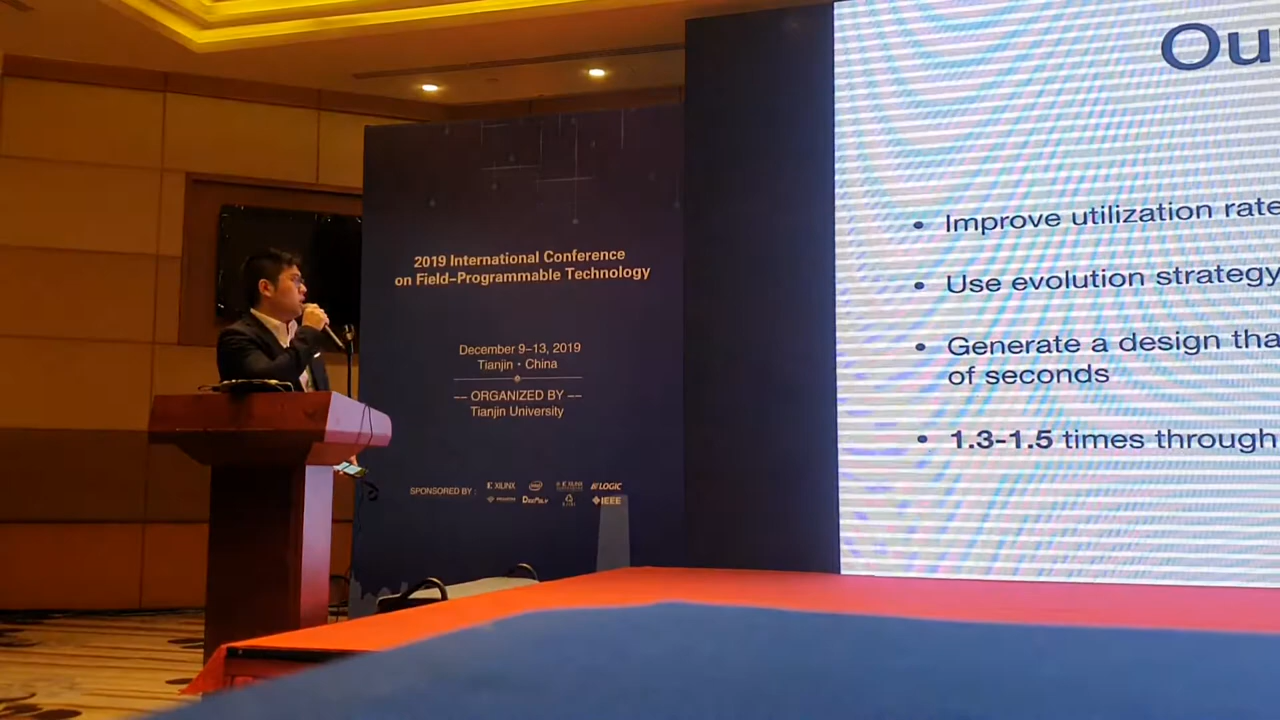 2019 International Conference
on Field-Programmable Technology
December 9-13, 2019
Tianjin • China
ORGANIZED BY
Tianjin University
SPONSORED BY :
XILINX
intel
LOGIC
IEEE
Ou
• Improve utilization rate
• Use evolution strategy
• Generate a design tha
of seconds
• 1.3-1.5 times through